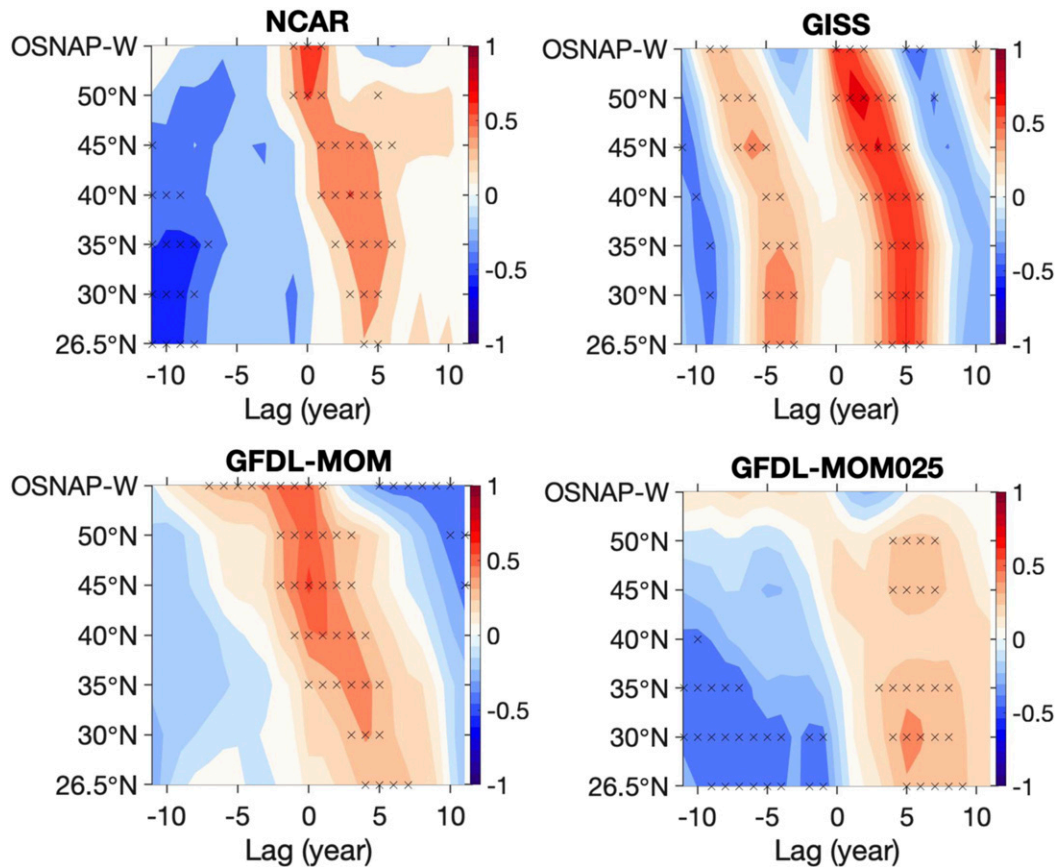 NCAR
OSNAP-W
50°N
45°N
40°N
35°N
30°N
26.5°N
-10 -5 0 5 10
Lag (year)
1
0.5
0
-0.5
-1
GISS
OSNAP-W
50°N
45°N
40°N
35°N
30°N
26.5°N
-10 -5 0 5 10
Lag (year)
1
0.5
0
-0.5
-1
GFDL-MOM
OSNAP-W
50°N
45°N
40°N
35°N
30°N
26.5°N
-10 -5 0 5 10
Lag (year)
1
0.5
0
-0.5
-1
GFDL-MOM025
OSNAP-W
50°N
45°N
40°N
35°N
30°N
26.5°N
-10 -5 0 5 10
Lag (year)
1
0.5
0
-0.5
-1